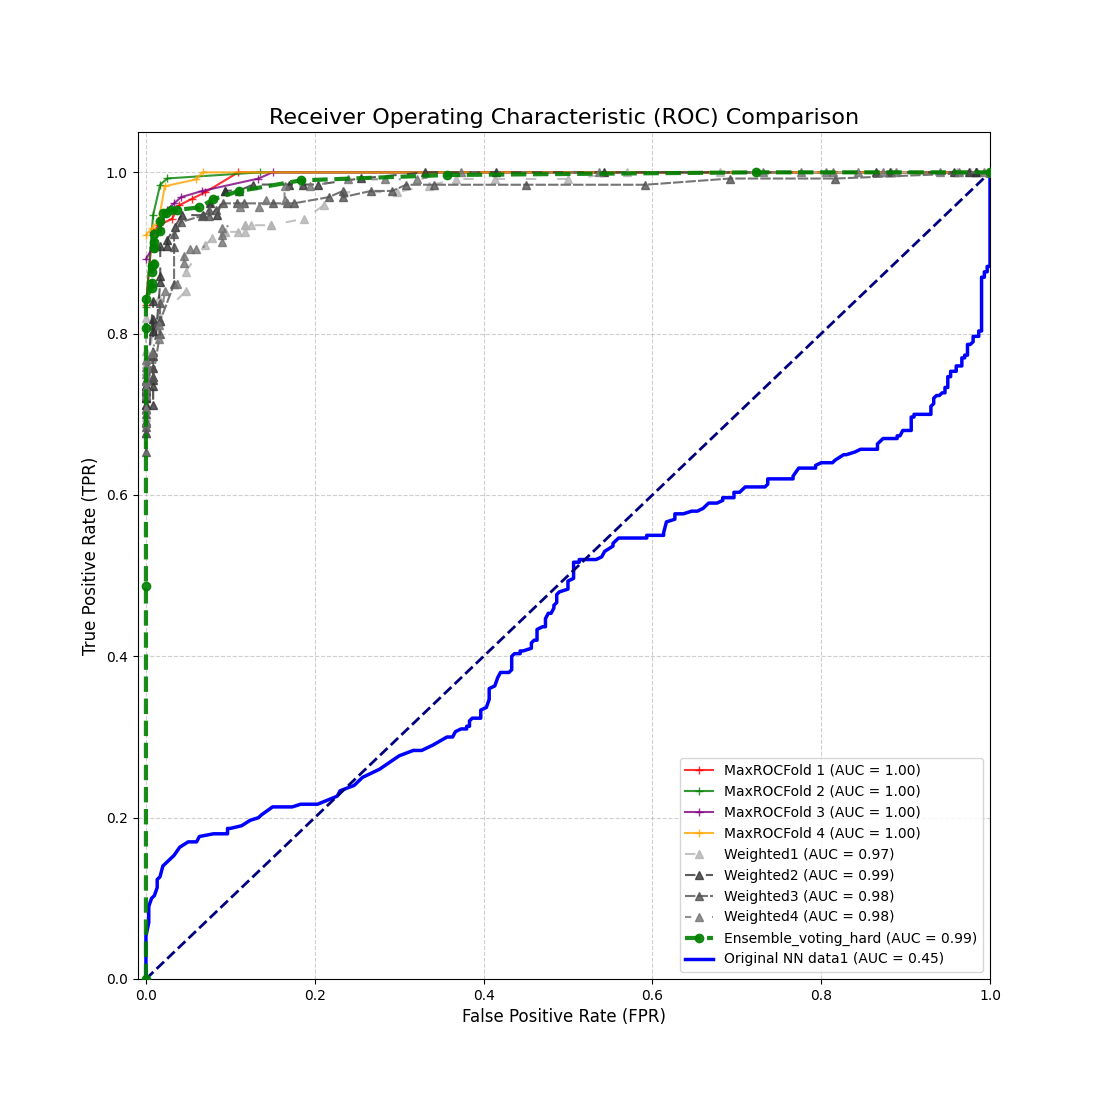 Receiver Operating Characteristic (ROC) Comparison
True Positive Rate (TPR)
1.0
0.8
0.6
0.4
0.2
0.0
0.0 0.2 0.4 0.6 0.8 1.0
False Positive Rate (FPR)
MaxROCFold 1 (AUC = 1.00)
MaxROCFold 2 (AUC = 1.00)
MaxROCFold 3 (AUC = 1.00)
MaxROCFold 4 (AUC = 1.00)
Weighted1 (AUC = 0.97)
Weighted2 (AUC = 0.99)
Weighted3 (AUC = 0.98)
Weighted4 (AUC = 0.98)
Ensemble_voting_hard (AUC = 0.99)
Original NN data1 (AUC = 0.45)